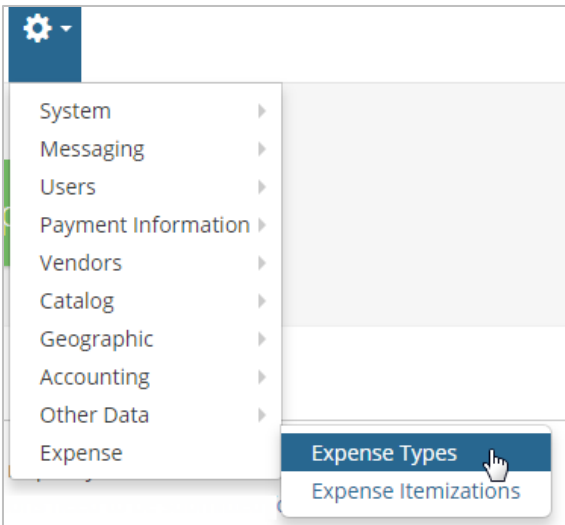 System
Messaging
Users
Payment Information
Vendors
Catalog
Geographic
Accounting
Other Data
Expense
Expense Types
Expense Itemizations